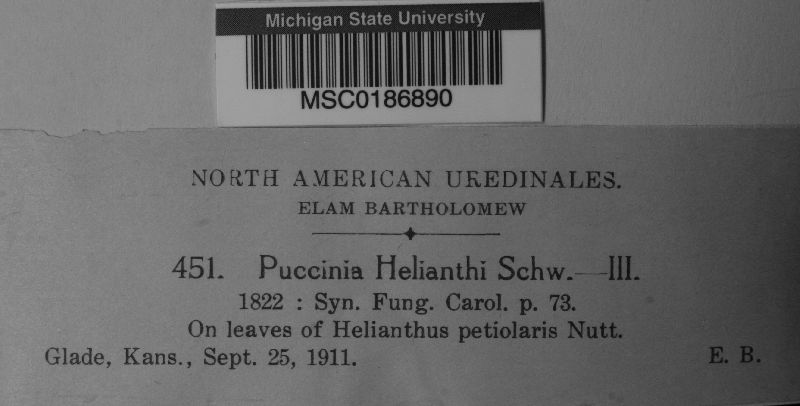 Michigan State University
MSC0186890
NORTH AMERICAN UREDINALES.
ELAM BARTHOLOMEW
451. Puccinia Helianthi Schw.—III.
1822 : Syn. Fung. Carol. p. 73.
On leaves of Helianthus petiolaris Nutt.
Glade, Kans., Sept. 25, 1911. E. B.